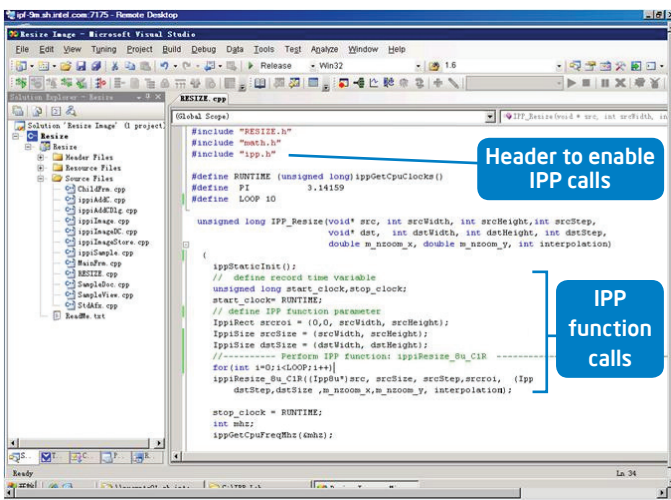 ipf-9m.sh.intel.com:7175 - Remote Desktop
Resize Image - Microsoft Visual Studio
File Edit View Tuning Project Build Debug Data Tools Test Analyze Window Help
Release Win32 1.6
Solution Explorer - Resize
RESIZE.cpp
(Global Scope)
IPP_Resize(void * src, int srcWidth, in
Solution 'Resize Image' (1 project)
Resize
Resize
Header Files
Resource Files
Source Files
ChildFrm.cpp
ippiAddC.cpp
ippiAddCDlg.cpp
ippiImage.cpp
ippiImageDC.cpp
ippiImageStore.cpp
ippiSample.cpp
MainFrm.cpp
RESIZE.cpp
SampleDoc.cpp
SampleView.cpp
StdAfx.cpp
ReadMe.txt
#include "RESIZE.h"
#include "math.h"
#include "ipp.h"
#define RUNTIME (unsigned long)ippGetCpuClocks()
#define PI 3.14159
#define LOOP 10
unsigned long IPP_Resize(void* src, int srcWidth, int srcHeight,int srcStep,
void* dst, int dstWidth, int dstHeight, int dstStep,
double m_nzoom_x, double m_nzoom_y, int interpolation)
{
ippStaticInit();
// define record time variable
unsigned long start_clock,stop_clock;
start_clock= RUNTIME;
// define IPP function parameter
IppiRect srcroi = {0,0, srcWidth, srcHeight};
IppiSize srcSize = {srcWidth, srcHeight};
IppiSize dstSize = {dstWidth, dstHeight};
//---------- Perform IPP function: ippiResize_8u_C1R ----------
for(int i=0;i<LOOP;i++)
ippiResize_8u_C1R((Ipp8u*)src, srcSize, srcStep,srcroi, (Ipp
dstStep,dstSize ,m_nzoom_x,m_nzoom_y, interpolation);
stop_clock = RUNTIME;
int mhz;
ippGetCpuFreqMhz(&mhz);
Header to enable
IPP calls
IPP
function
calls
Ready
Ln 34